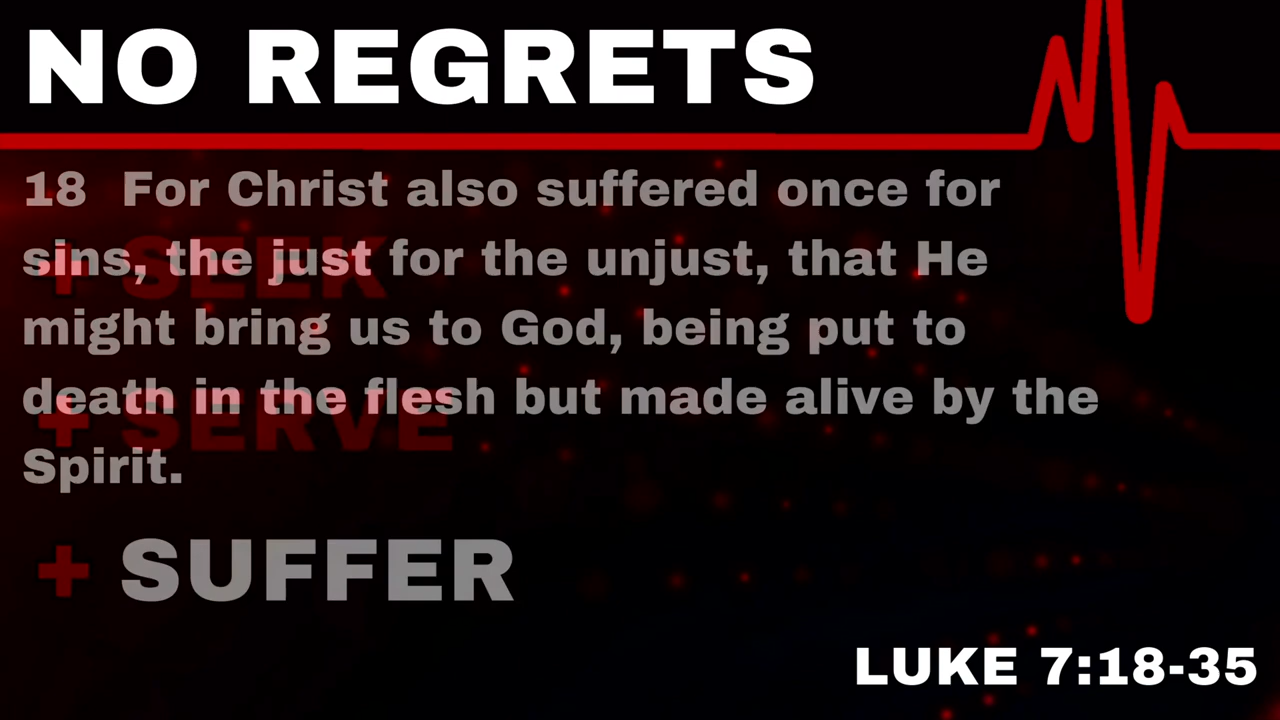 NO REGRETS
18 For Christ also suffered once for
sins, the just for the unjust, that He
+ SEEK
might bring us to God, being put to
death in the flesh but made alive by the
+ SERVE
Spirit.
+ SUFFER
LUKE 7:18-35